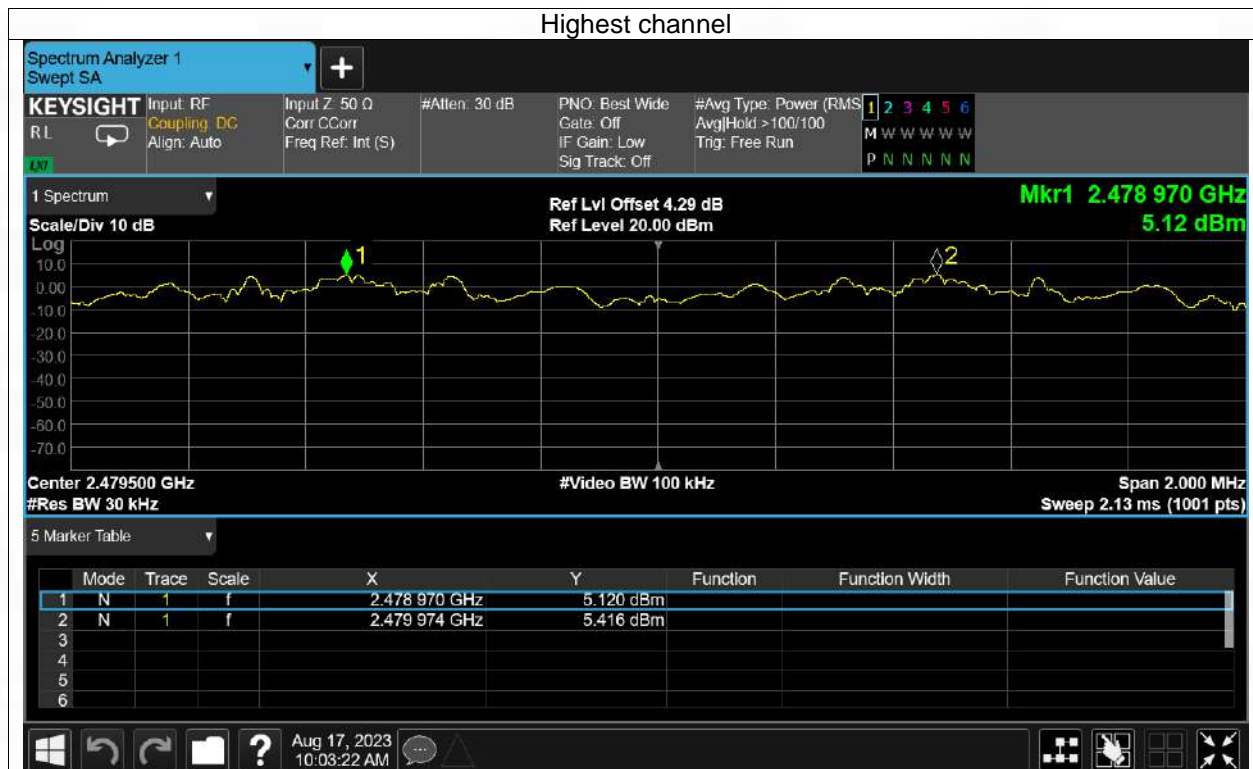 Highest channel
Spectrum Analyzer 1
Swept SA
+
KEYSIGHT
RL
LXI
Input: RF
Coupling: DC
Align: Auto
Input Z: 50 Ω
Corr CCorr
Freq Ref: Int (S)
#Atten: 30 dB
PNO: Best Wide
Gate: Off
IF Gain: Low
Sig Track: Off
#Avg Type: Power (RMS
Avg|Hold:>100/100
Trig: Free Run
1 2 3 4 5 6
M W W W W W
P N N N N N
1 Spectrum
Scale/Div 10 dB
Ref Lvl Offset 4.29 dB
Ref Level 20.00 dBm
Mkr1 2.478 970 GHz
5.12 dBm
Log
10.0
0.00
-10.0
-20.0
-30.0
-40.0
-50.0
-60.0
-70.0
1
2
Center 2.479500 GHz
#Res BW 30 kHz
#Video BW 100 kHz
Span 2.000 MHz
Sweep 2.13 ms (1001 pts)
5 Marker Table
Mode Trace Scale X Y Function Function Width Function Value
1 N 1 f 2.478 970 GHz 5.120 dBm
2 N 1 f 2.479 974 GHz 5.416 dBm
3
4
5
6
?
Aug 17, 2023
10:03:22 AM